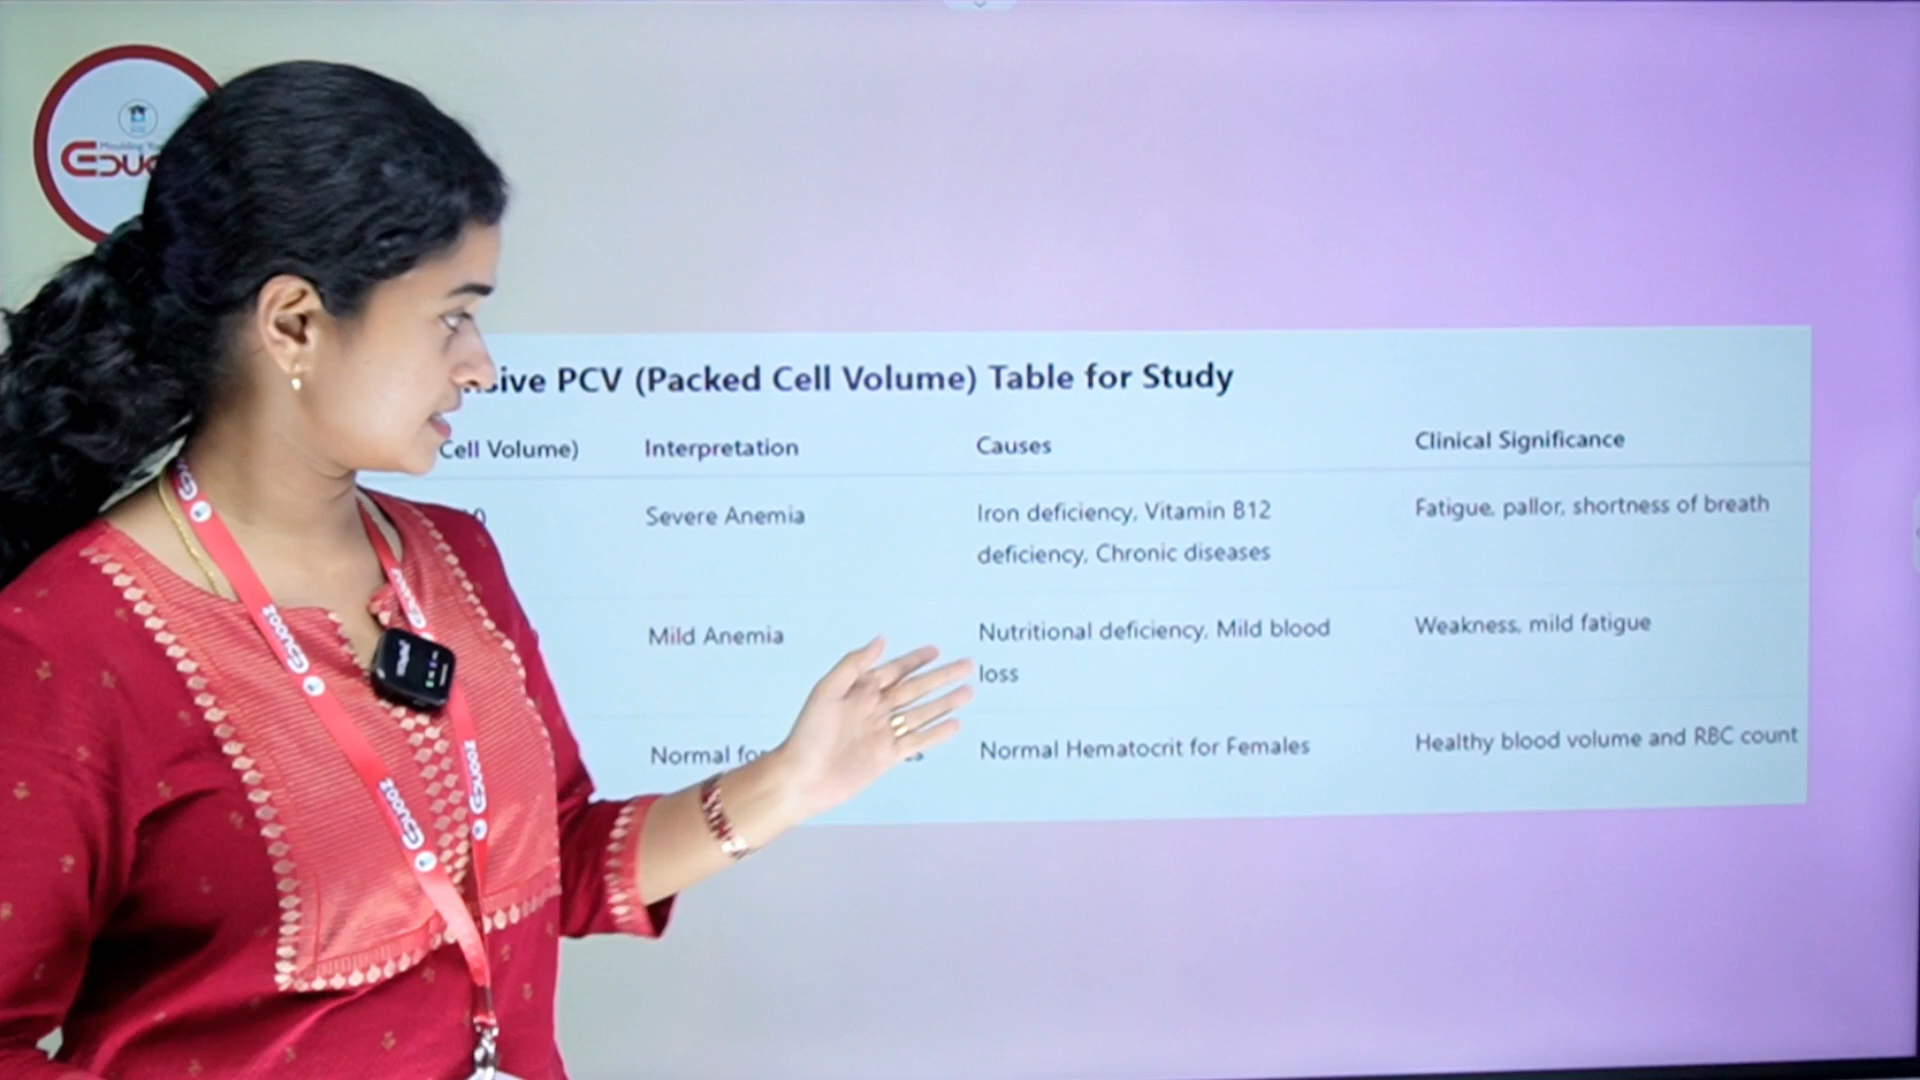 PCV (Packed Cell Volume) Table for Study
Cell Volume) Interpretation Causes Clinical Significance
Severe Anemia Iron deficiency, Vitamin B12 Fatigue, pallor, shortness of breath
deficiency, Chronic diseases
Mild Anemia Nutritional deficiency, Mild blood Weakness, mild fatigue
loss
Normal Normal Hematocrit for Females Healthy blood volume and RBC count